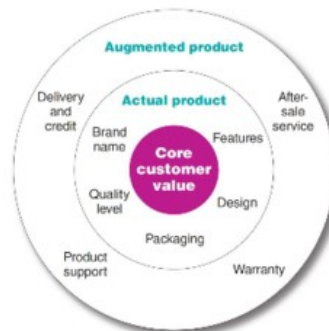 Augmented product
Delivery
and
credit
After-
sale
service
Actual product
Brand
name
Features
Core
customer
value
Quality
level
Design
Packaging
Product
support
Warranty